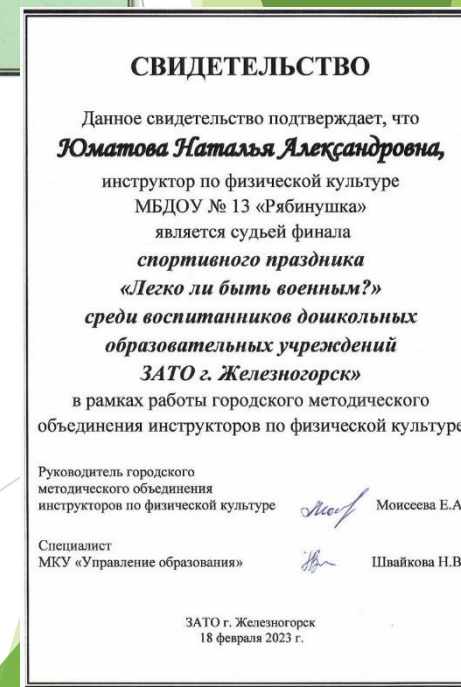 СВИДЕТЕЛЬСТВО
Данное свидетельство подтверждает, что
Юматова Наталья Александровна,
инструктор по физической культуре
МБДОУ № 13 «Рябинушка»
является судьей финала
спортивного праздника
«Легко ли быть военным?»
среди воспитанников дошкольных
образовательных учреждений
ЗАТО г. Железногорск»
в рамках работы городского методического
объединения инструкторов по физической культуре
Руководитель городского
методического объединения
инструкторов по физической культуре Моисеева Е.А
Специалист
МКУ «Управление образования» Швайкова Н.В
ЗАТО г. Железногорск
18 февраля 2023 г.